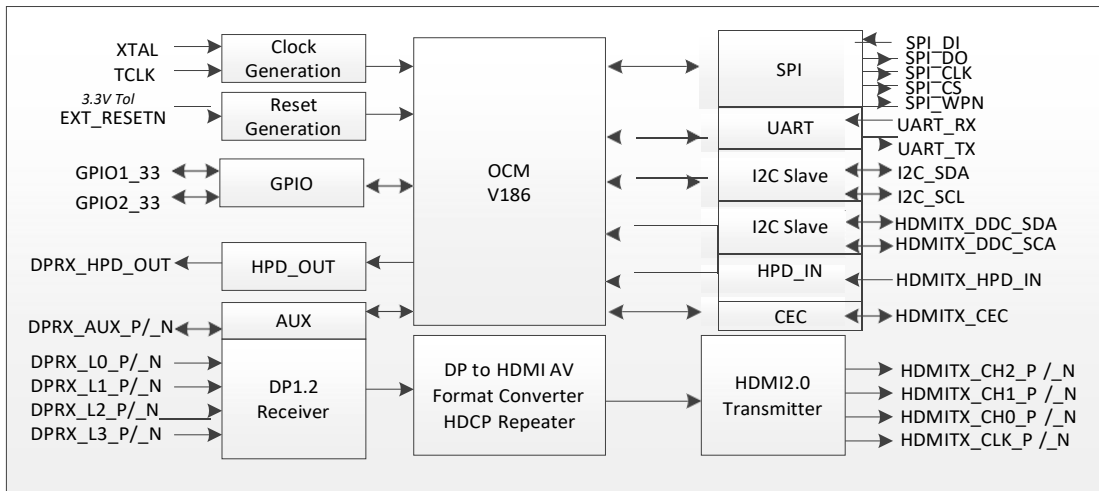 XTAL
TCLK
3.3V Tol
EXT_RESETN
GPIO1_33
GPIO2_33
DPRX_HPD_OUT
DPRX_AUX_P/_N
DPRX_L0_P/_N
DPRX_L1_P/_N
DPRX_L2_P/_N
DPRX_L3_P/_N
Clock
Generation
Reset
Generation
GPIO
HPD_OUT
AUX
DP1.2
Receiver
OCM
V186
DP to HDMI AV
Format Converter
HDCP Repeater
SPI
UART
I2C Slave
I2C Slave
HPD_IN
CEC
HDMI2.0
Transmitter
SPI_DI
SPI_DO
SPI_CLK
SPI_CS
SPI_WPN
UART_RX
UART_TX
I2C_SDA
I2C_SCL
HDMITX_DDC_SDA
HDMITX_DDC_SCA
HDMITX_HPD_IN
HDMITX_CEC
HDMITX_CH2_P /_N
HDMITX_CH1_P /_N
HDMITX_CH0_P /_N
HDMITX_CLK_P /_N